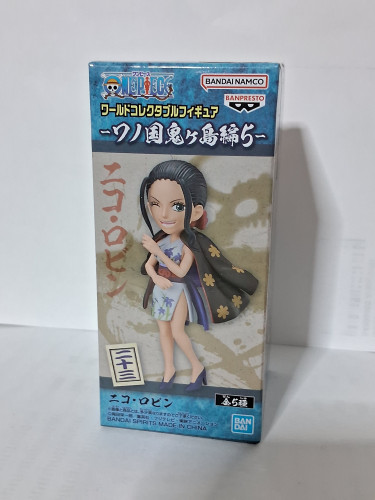 ONE PIECE
BANDAI NAMCO
BANPRESTO
ワールドコレクタブルフィギュア
-ワノ国鬼ヶ島編5-
ニコ・ロビン
二十三
ニコ・ロビン
全5種
BANDAI SPIRITS MADE IN CHINA
BANDAI